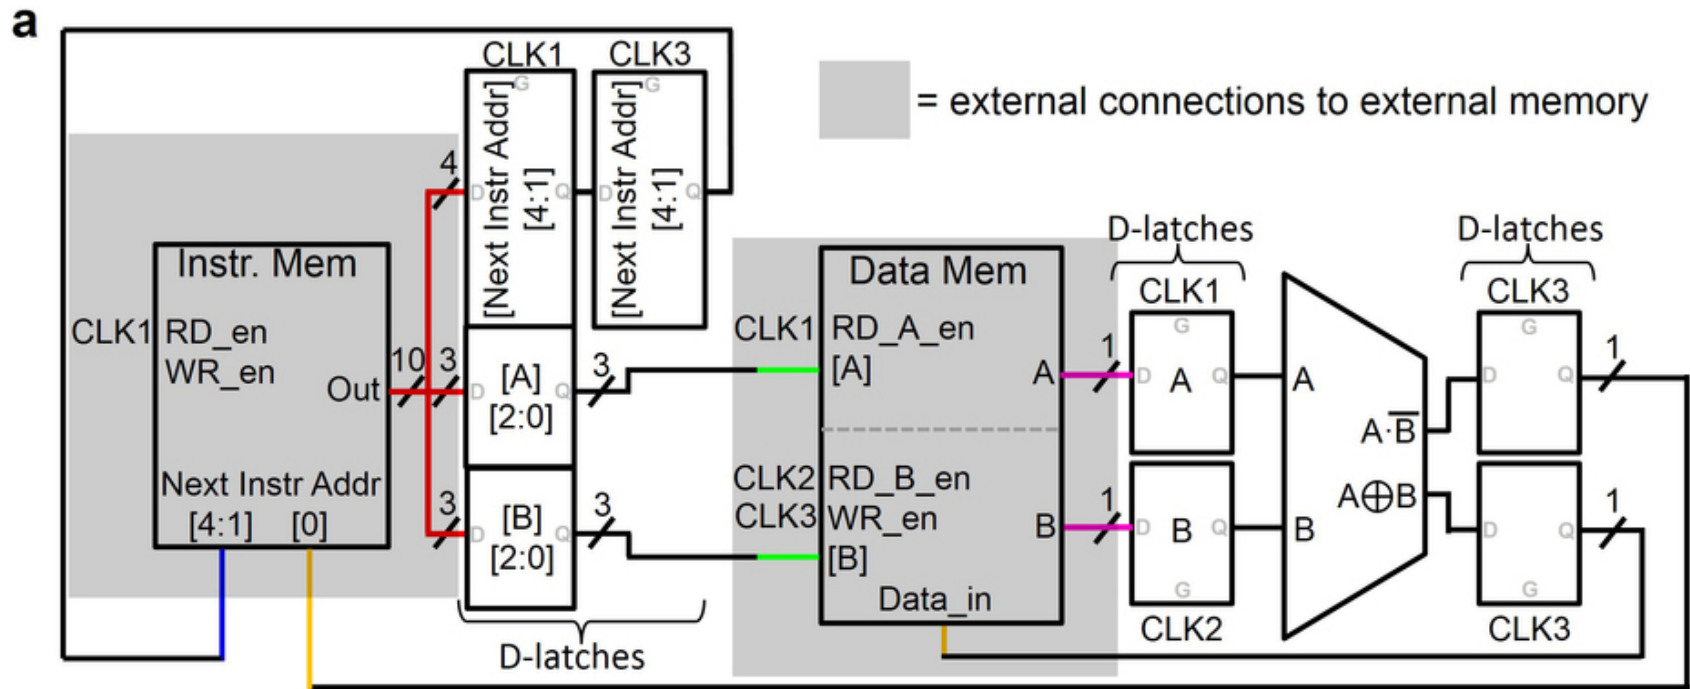 a
CLK1
CLK3
G
G
[Next Instr Addr]
[4:1]
[Next Instr Addr]
[4:1]
D
Q
D
Q
= external connections to external memory
4
Instr. Mem
CLK1
RD_en
WR_en
Out
10
3
3
Next Instr Addr
[4:1]
[0]
D
[A]
[2:0]
Q
3
D
[B]
[2:0]
Q
3
D-latches
Data Mem
CLK1
RD_A_en
[A]
A
CLK2
RD_B_en
CLK3
WR_en
[B]
B
Data_in
1
1
D-latches
CLK1
G
D
A
Q
D
B
Q
G
CLK2
A
B
A·B̅
A⊕B
D-latches
CLK3
G
D
Q
1
D
Q
1
G
CLK3